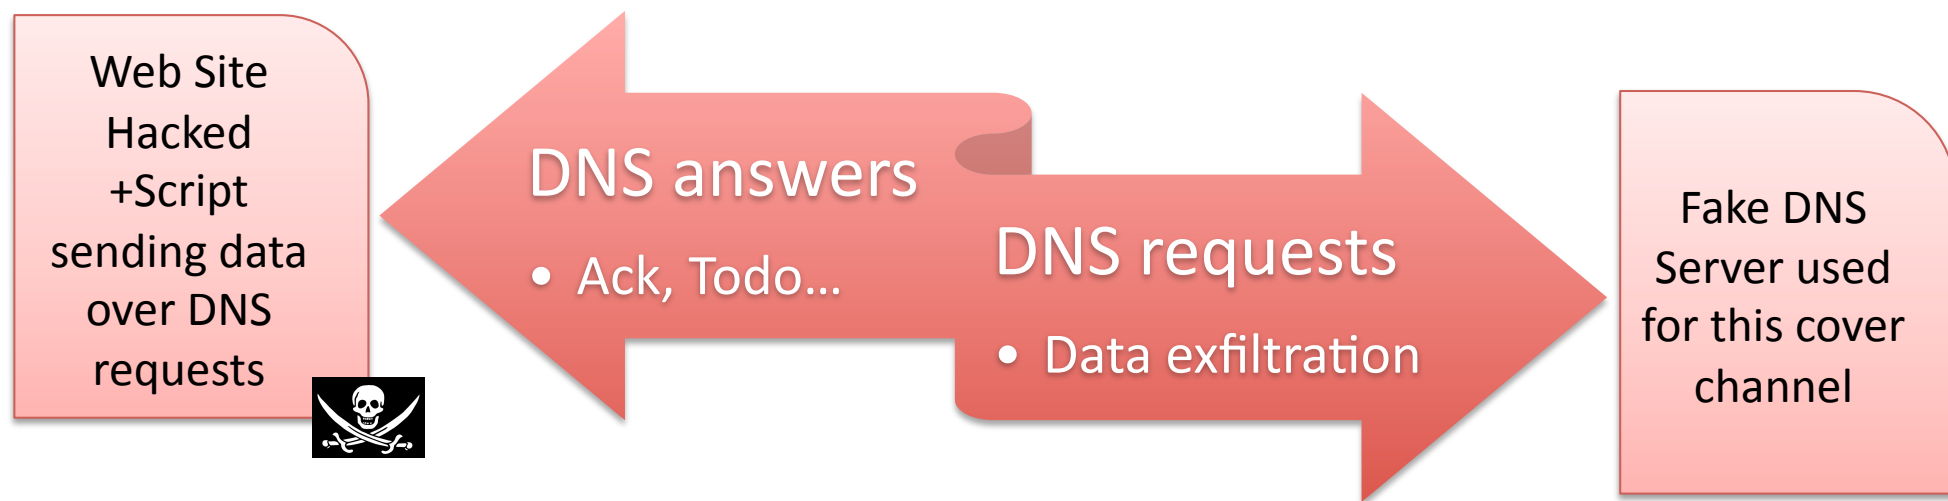 Web Site
Hacked
+Script
sending data
over DNS
requests
DNS answers
• Ack, Todo…
DNS requests
• Data exfiltration
Fake DNS
Server used
for this cover
channel